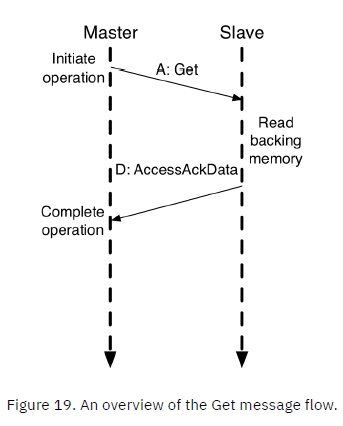 Master
Slave
Initiate
operation
A: Get
Read
backing
memory
D: AccessAckData
Complete
operation
Figure 19. An overview of the Get message flow.